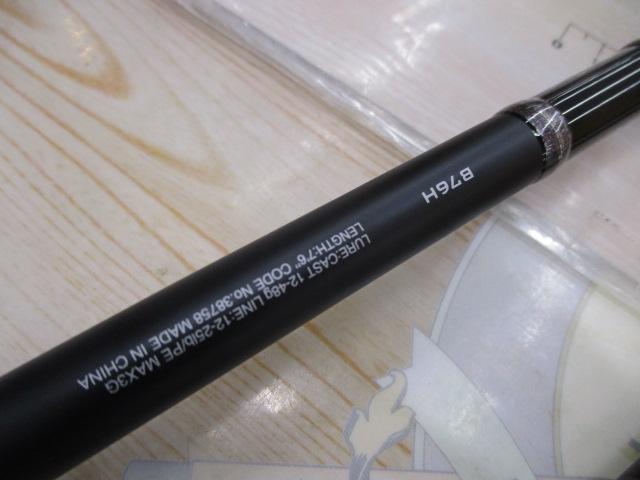 B76H
LURE:CAST 12-48g LINE:12-25lb/PE MAX3G
LENGTH:7'6" CODE No.38758 MADE IN CHINA